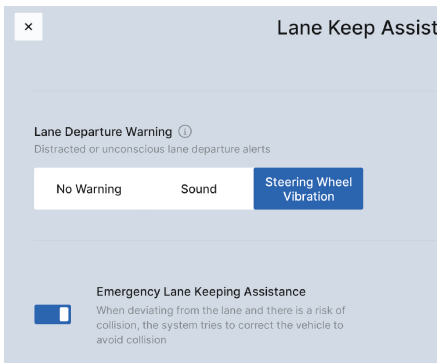 Lane Keep Assist
Lane Departure Warning
Distracted or unconscious lane departure alerts
No Warning
Sound
Steering Wheel
Vibration
Emergency Lane Keeping Assistance
When deviating from the lane and there is a risk of
collision, the system tries to correct the vehicle to
avoid collision